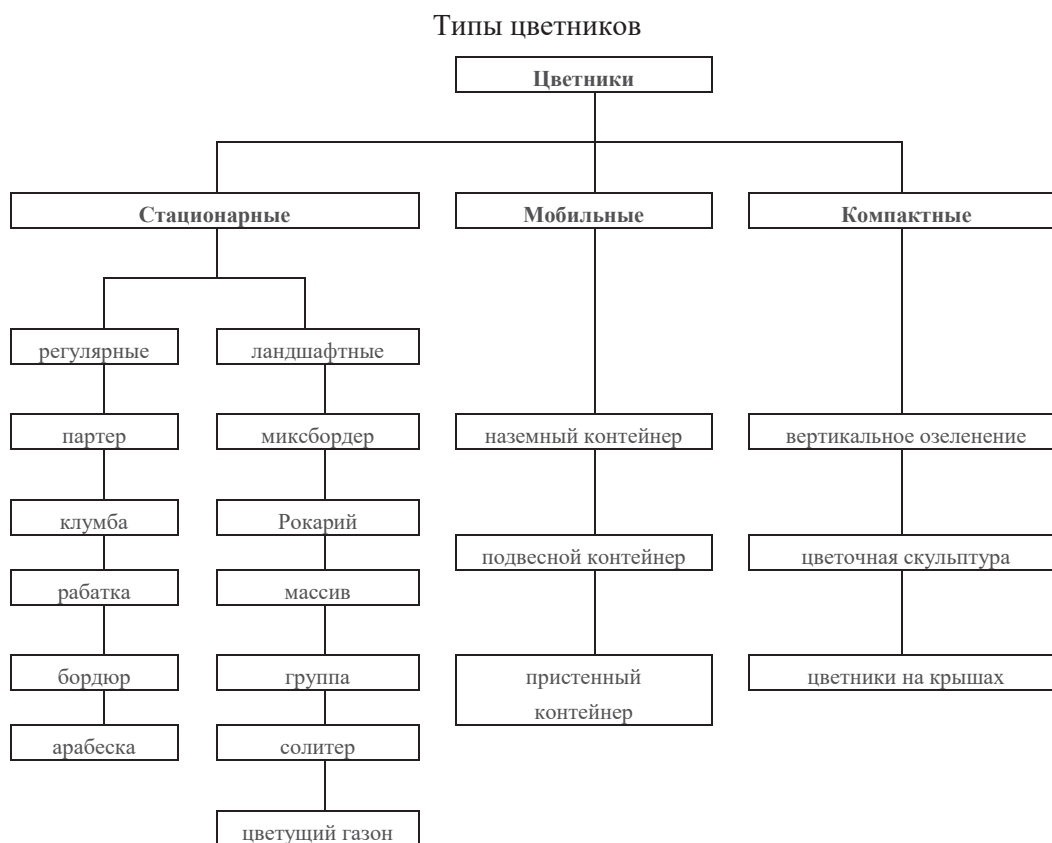 Типы цветников
Цветники
Стационарные
Мобильные
Компактные
регулярные
ландшафтные
партер
миксбордер
наземный контейнер
вертикальное озеленение
клумба
Рокарий
подвесной контейнер
цветочная скульптура
рабатка
массив
бордюр
группа
пристенный
контейнер
цветники на крышах
арабеска
солитер
цветущий газон